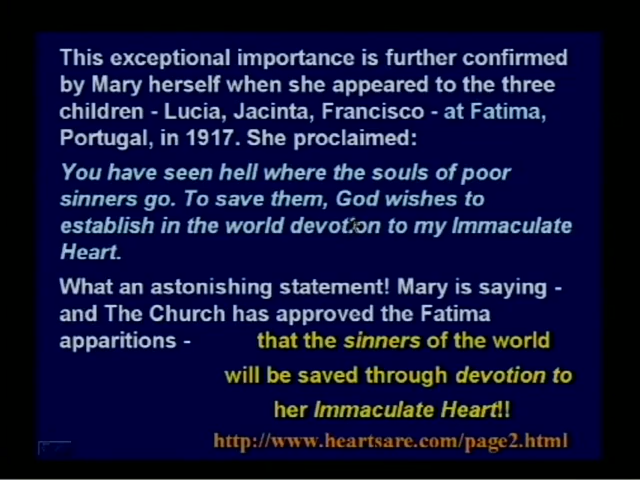 This exceptional importance is further confirmed
by Mary herself when she appeared to the three
children - Lucia, Jacinta, Francisco - at Fatima,
Portugal, in 1917. She proclaimed:
You have seen hell where the souls of poor
sinners go. To save them, God wishes to
establish in the world devotion to my Immaculate
Heart.
What an astonishing statement! Mary is saying -
and The Church has approved the Fatima
apparitions - that the sinners of the world
will be saved through devotion to
her Immaculate Heart!!
http://www.heartsare.com/page2.html